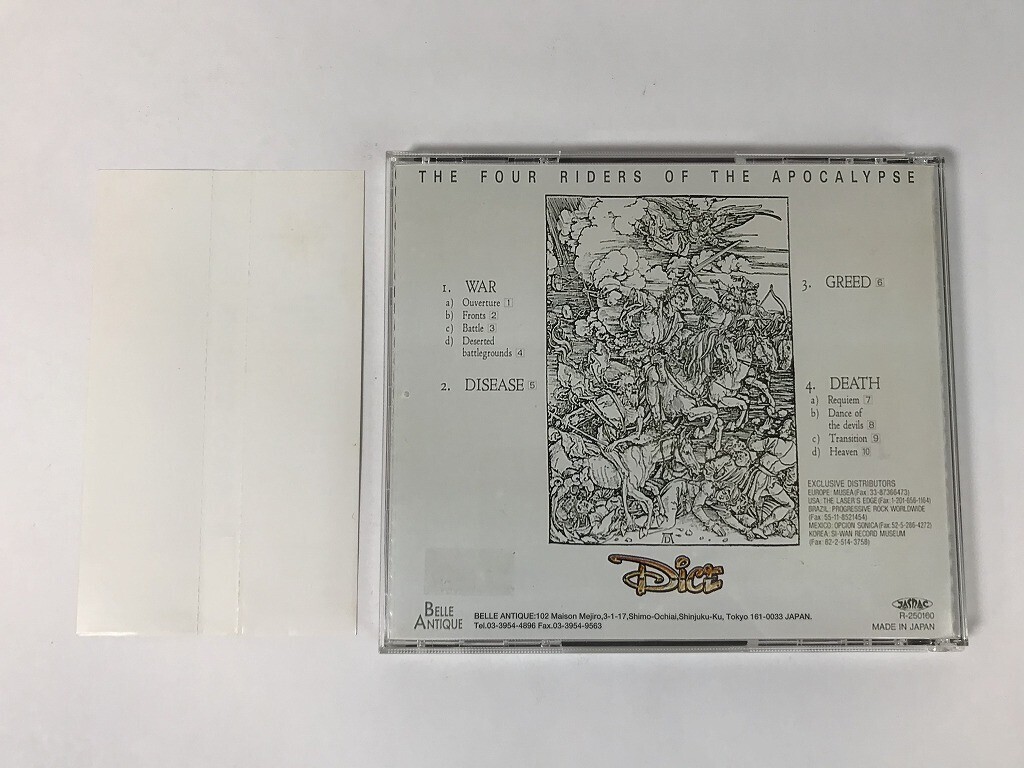 THE FOUR RIDERS OF THE APOCALYPSE
1. WAR
a) Ouverture 1
b) Fronts 2
c) Battle 3
d) Deserted
battlegrounds 4
2. DISEASE 5
3. GREED 6
4. DEATH
a) Requiem 7
b) Dance of
the devils 8
c) Transition 9
d) Heaven 10
EXCLUSIVE DISTRIBUTORS
EUROPE: MUSEA (Fax: 33-87366473)
USA: THE LASER'S EDGE (Fax: 1-201-656-1164)
BRAZIL: PROGRESSIVE ROCK WORLDWIDE
(Fax: 55-11-8521454)
MEXICO: OPCION SONICA (Fax: 52-5-286-4272)
KOREA: SI-WAN RECORD MUSEUM
(Fax: 82-2-514-3758)
AD
Dice
BELLE
ANTIQUE
BELLE ANTIQUE:102 Maison Mejiro,3-1-17,Shimo-Ochiai,Shinjuku-Ku, Tokyo 161-0033 JAPAN.
Tel.03-3954-4896 Fax.03-3954-9563
JASRAC
R-250160
MADE IN JAPAN